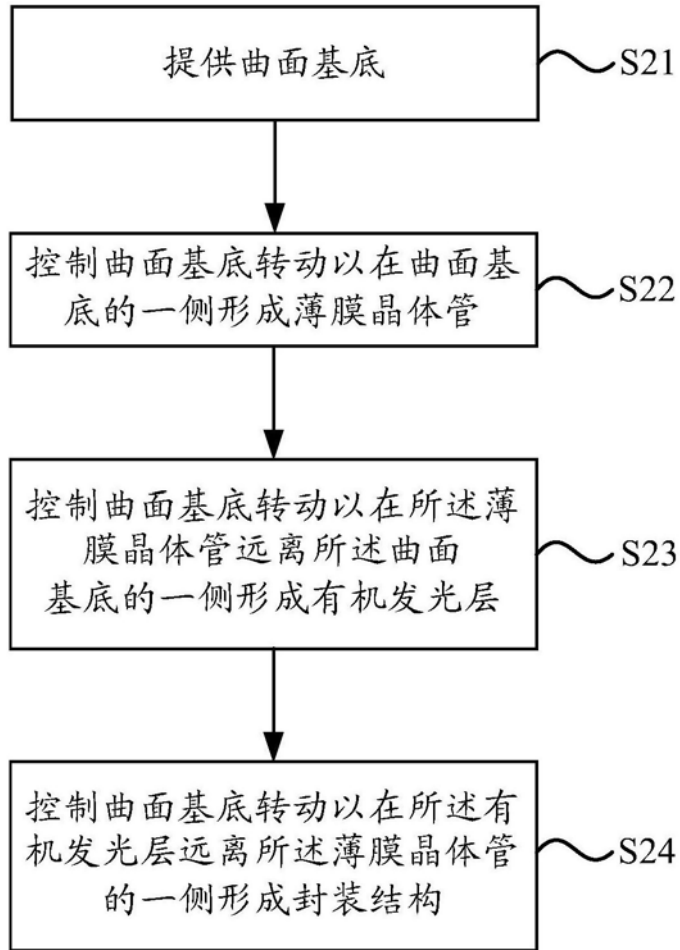 提供曲面基底
S21
控制曲面基底转动以在曲面基
底的一侧形成薄膜晶体管
S22
控制曲面基底转动以在所述薄
膜晶体管远离所述曲面
基底的一侧形成有机发光层
S23
控制曲面基底转动以在所述有
机发光层远离所述薄膜晶体管
的一侧形成封装结构
S24